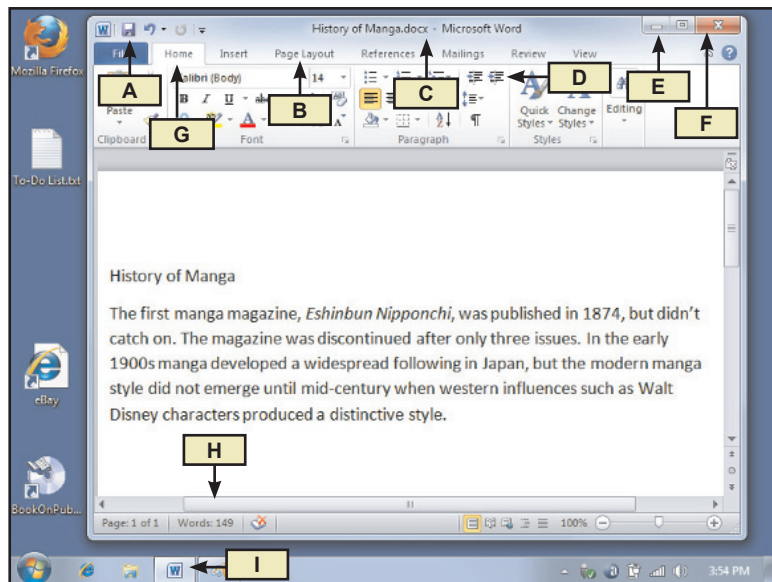 History of Manga.docx - Microsoft Word
Mozilla Firefox
File Home Insert Page Layout References Mailings Review View
A
B
C
D
E
F
G
Calibri (Body) 14
B I U abc
Paste
A
Quick Styles
Change Styles
Editing
Clipboard Font Paragraph Styles
To-Do List.txt
History of Manga
The first manga magazine, Eshinbun Nipponchi, was published in 1874, but didn't
catch on. The magazine was discontinued after only three issues. In the early
1900s manga developed a widespread following in Japan, but the modern manga
style did not emerge until mid-century when western influences such as Walt
Disney characters produced a distinctive style.
eBay
H
BookOnPub...
Page: 1 of 1 Words: 149 100%
I
3:54 PM